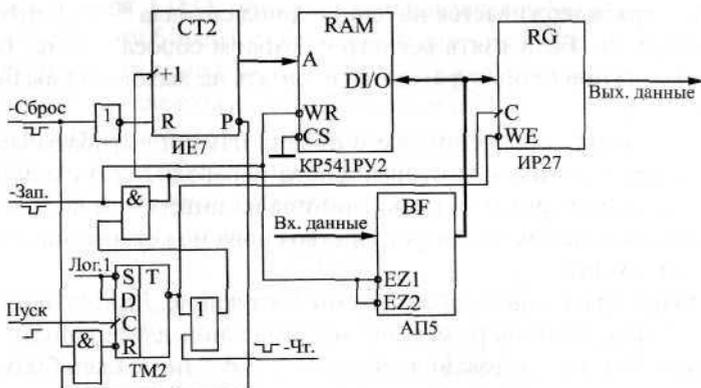 CT2
RAM
RG
+1
A
DI/O
-Сброс
1
R
P
WR
CS
C
WE
Вых. данные
ИЕ7
КР541РУ2
ИР27
-Зап.
&
BF
Вх. данные
Лог.1
S
T
D
C
R
EZ1
EZ2
Пуск
1
-Чт.
АП5
&
ТМ2